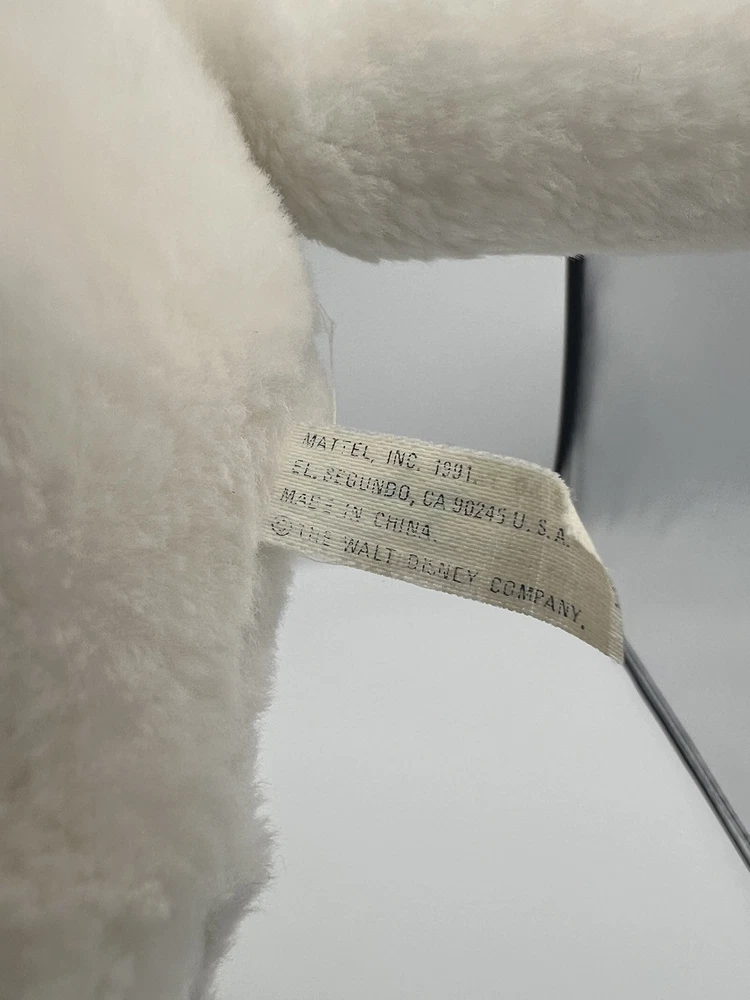 MATTEL, INC. 1991.
EL. SEGUNDO, CA 90245 U.S.A.
MADE IN CHINA.
© THE WALT DISNEY COMPANY.